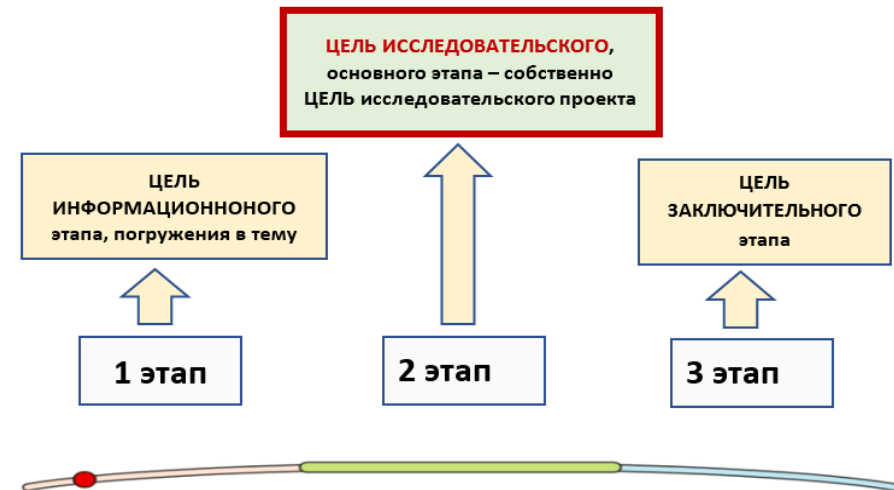 ЦЕЛЬ ИССЛЕДОВАТЕЛЬСКОГО,
основного этапа – собственно
ЦЕЛЬ исследовательского проекта
ЦЕЛЬ
ИНФОРМАЦИОННОНОГО
этапа, погружения в тему
ЦЕЛЬ
ЗАКЛЮЧИТЕЛЬНОГО
этапа
1 этап
2 этап
3 этап